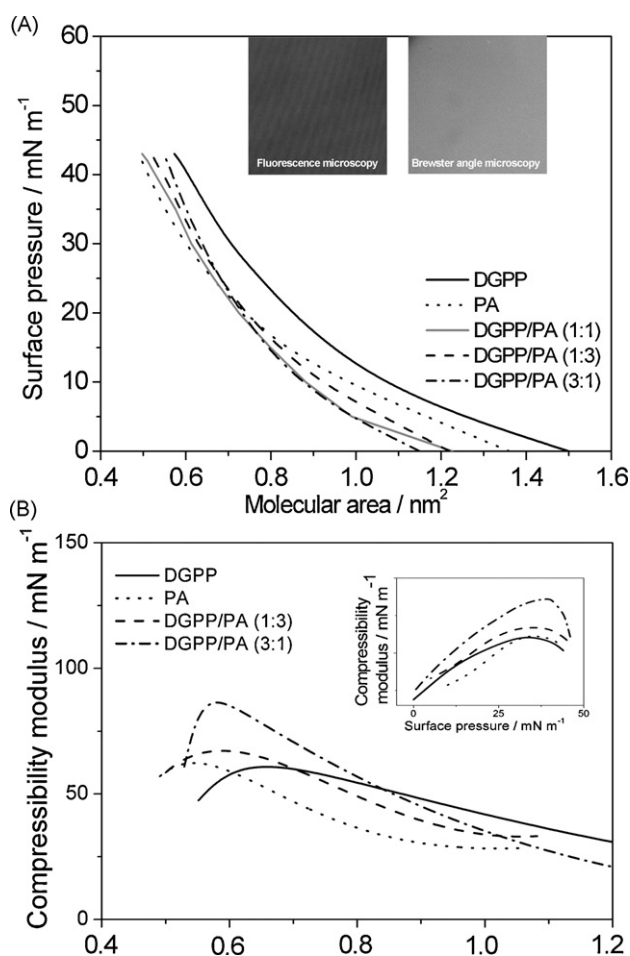 (A)
60
50
40
30
20
10
0
Surface pressure / mN m⁻¹
Fluorescence microscopy
Brewster angle microscopy
DGPP
PA
DGPP/PA (1:1)
DGPP/PA (1:3)
DGPP/PA (3:1)
0.4 0.6 0.8 1.0 1.2 1.4 1.6
Molecular area / nm²
(B)
150
100
50
0
Compressibility modulus / mN m⁻¹
DGPP
PA
DGPP/PA (1:3)
DGPP/PA (3:1)
Compressibility
modulus / mN m⁻¹
0 25 50
Surface pressure / mN m⁻¹
0.4 0.6 0.8 1.0 1.2